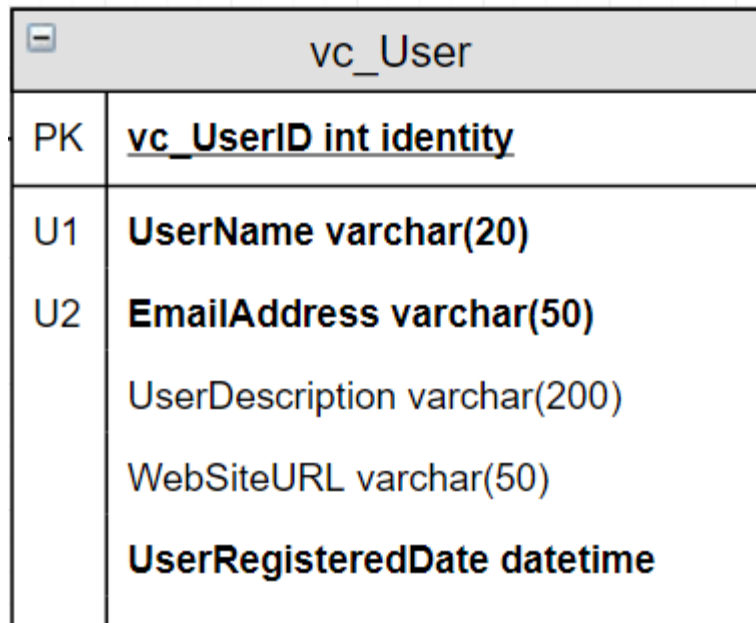 vc_User
PK vc_UserID int identity
U1 UserName varchar(20)
U2 EmailAddress varchar(50)
UserDescription varchar(200)
WebSiteURL varchar(50)
UserRegisteredDate datetime